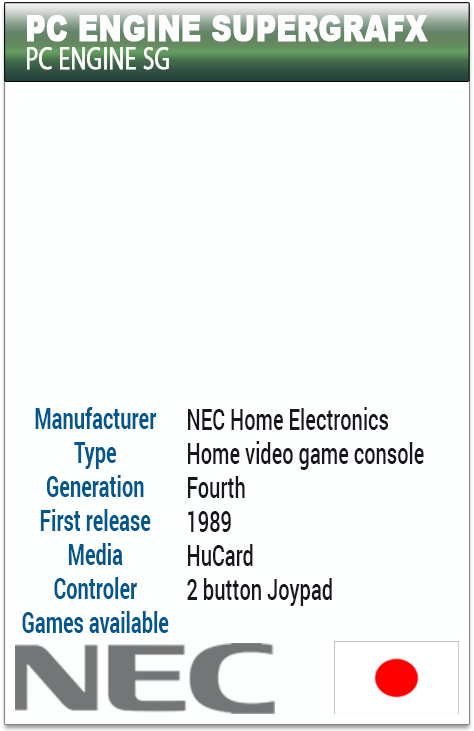 PC ENGINE SUPERGRAFX
PC ENGINE SG
Manufacturer NEC Home Electronics
Type Home video game console
Generation Fourth
First release 1989
Media HuCard
Controler 2 button Joypad
Games available
NEC